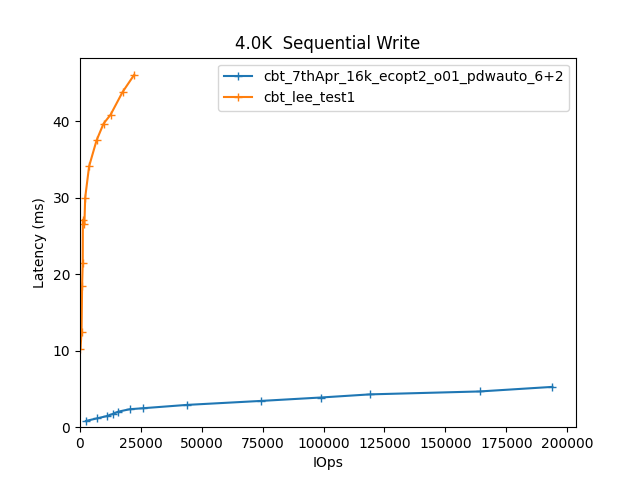 4.0K  Sequential Write
cbt_7thApr_16k_ecopt2_o01_pdwauto_6+2
cbt_lee_test1
Latency (ms)
40
30
20
10
0
0 25000 50000 75000 100000 125000 150000 175000 200000
IOps